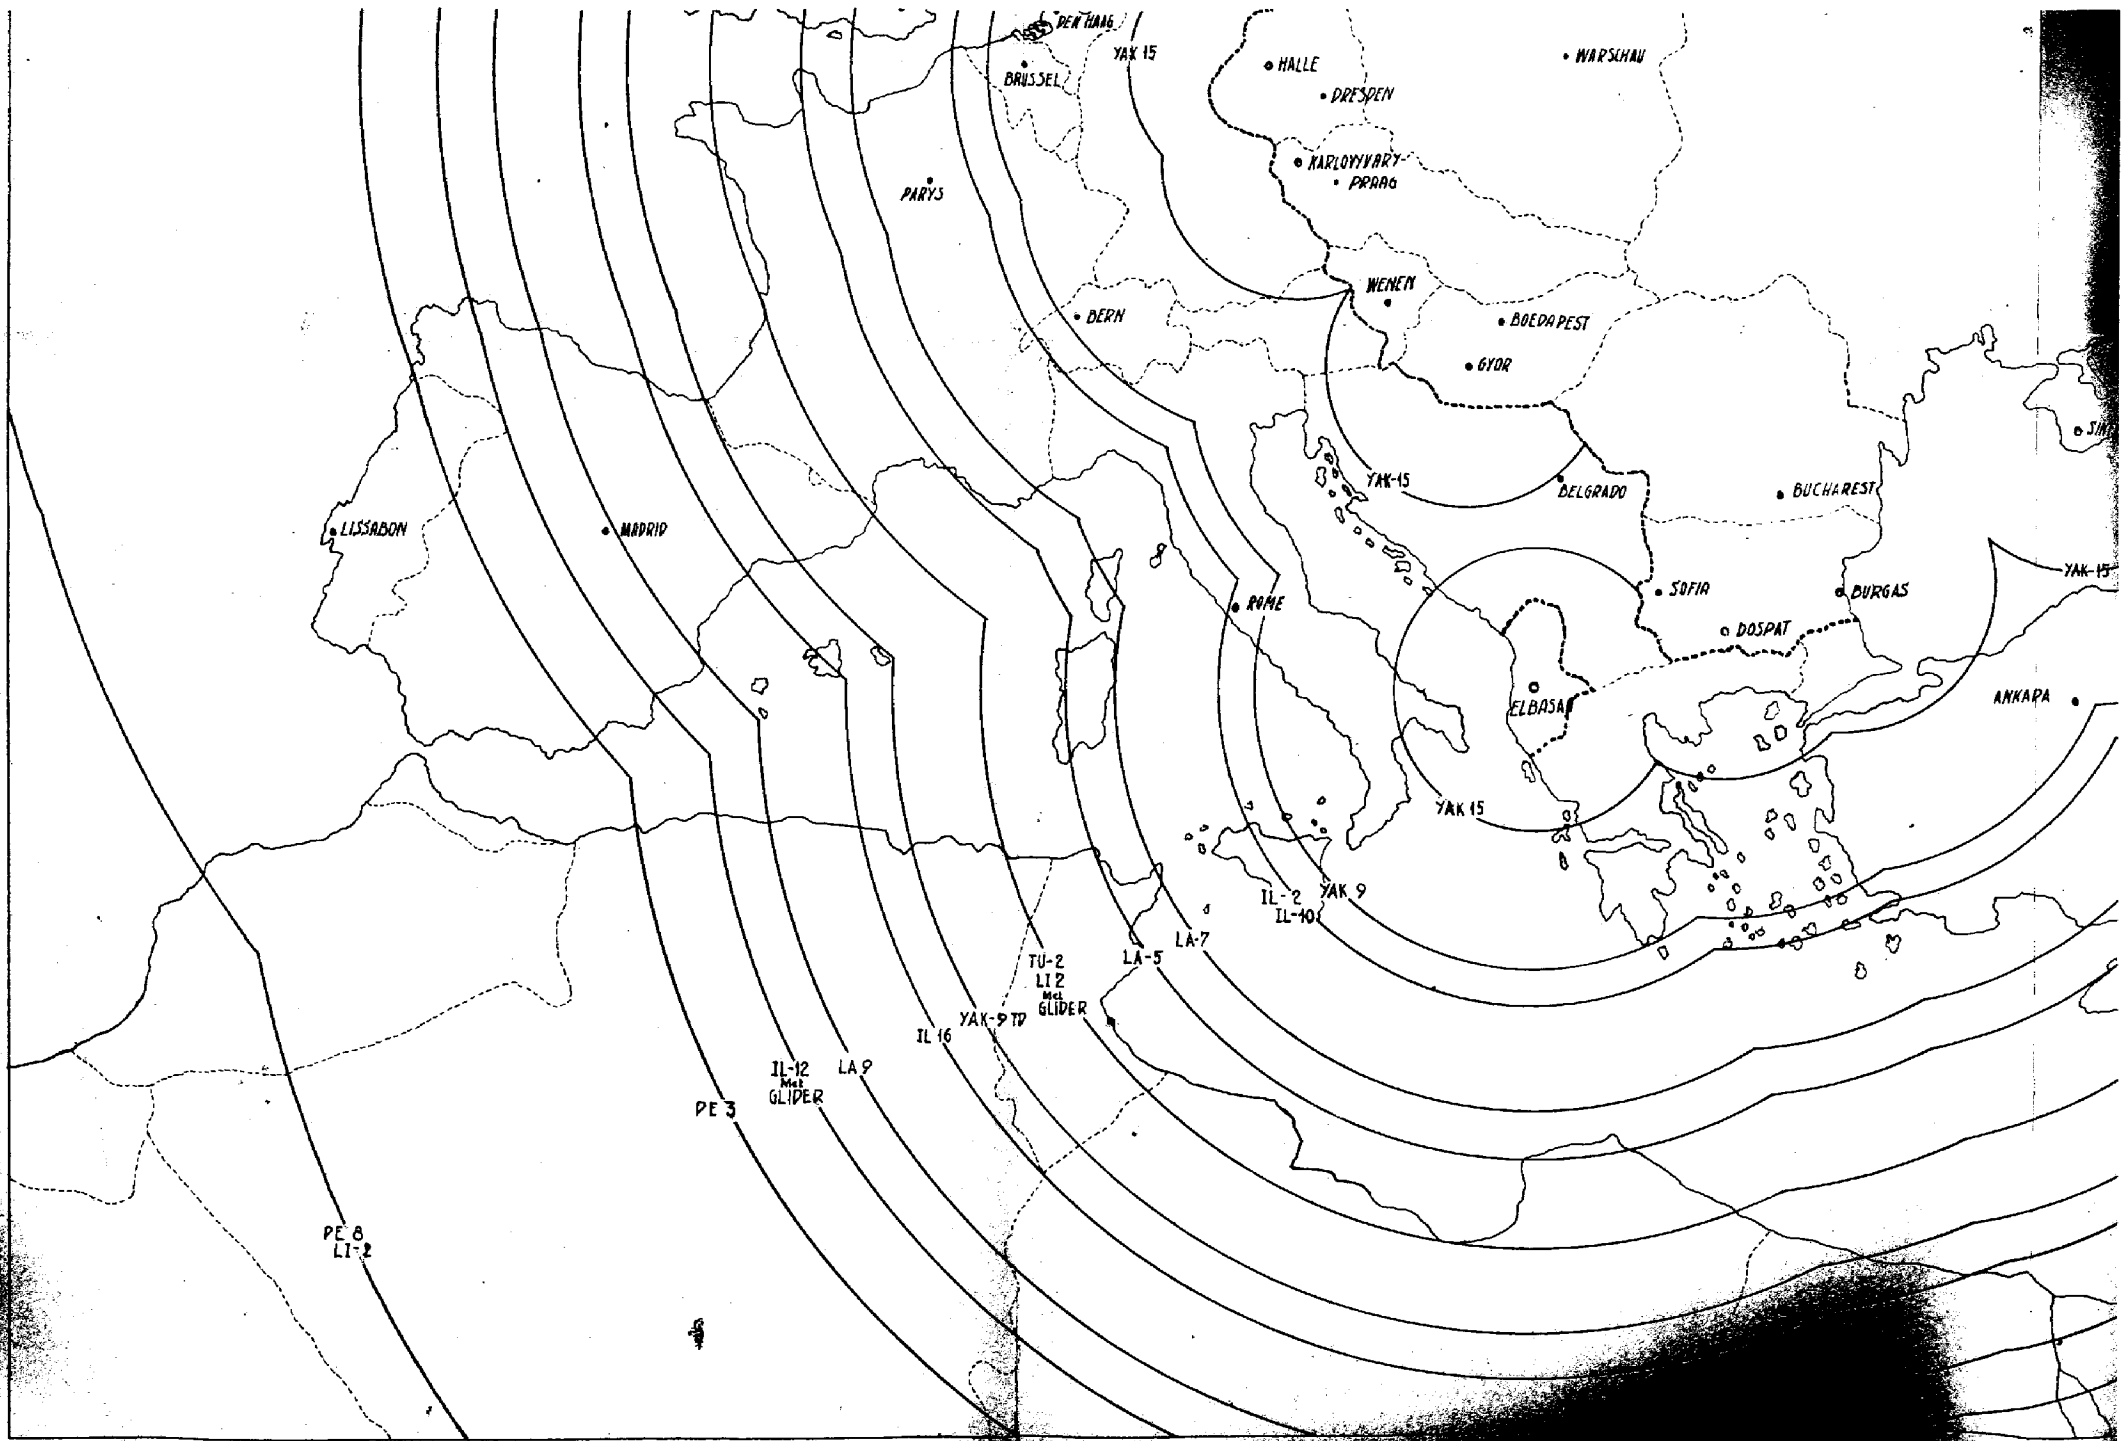 DEN HAAG
YAK 15
BRUSSEL
HALLE
DRESDEN
WARSCHAU
KARLOVYVARY
PRAAG
PARYS
WENEN
BERN
BOEDAPEST
GYOR
YAK-15
BELGRADO
BUCHAREST
LISSABON
MADRID
ROME
SOFIA
BURGAS
YAK-15
DOSPAT
ELBASAN
ANKARA
YAK 15
IL-2
IL-10
YAK 9
LA-7
LA-5
TU-2
LI 2
Met
GLIDER
YAK-9 TD
IL 16
LA 9
IL-12
Met
GLIDER
PE 3
PE 8
LI-2